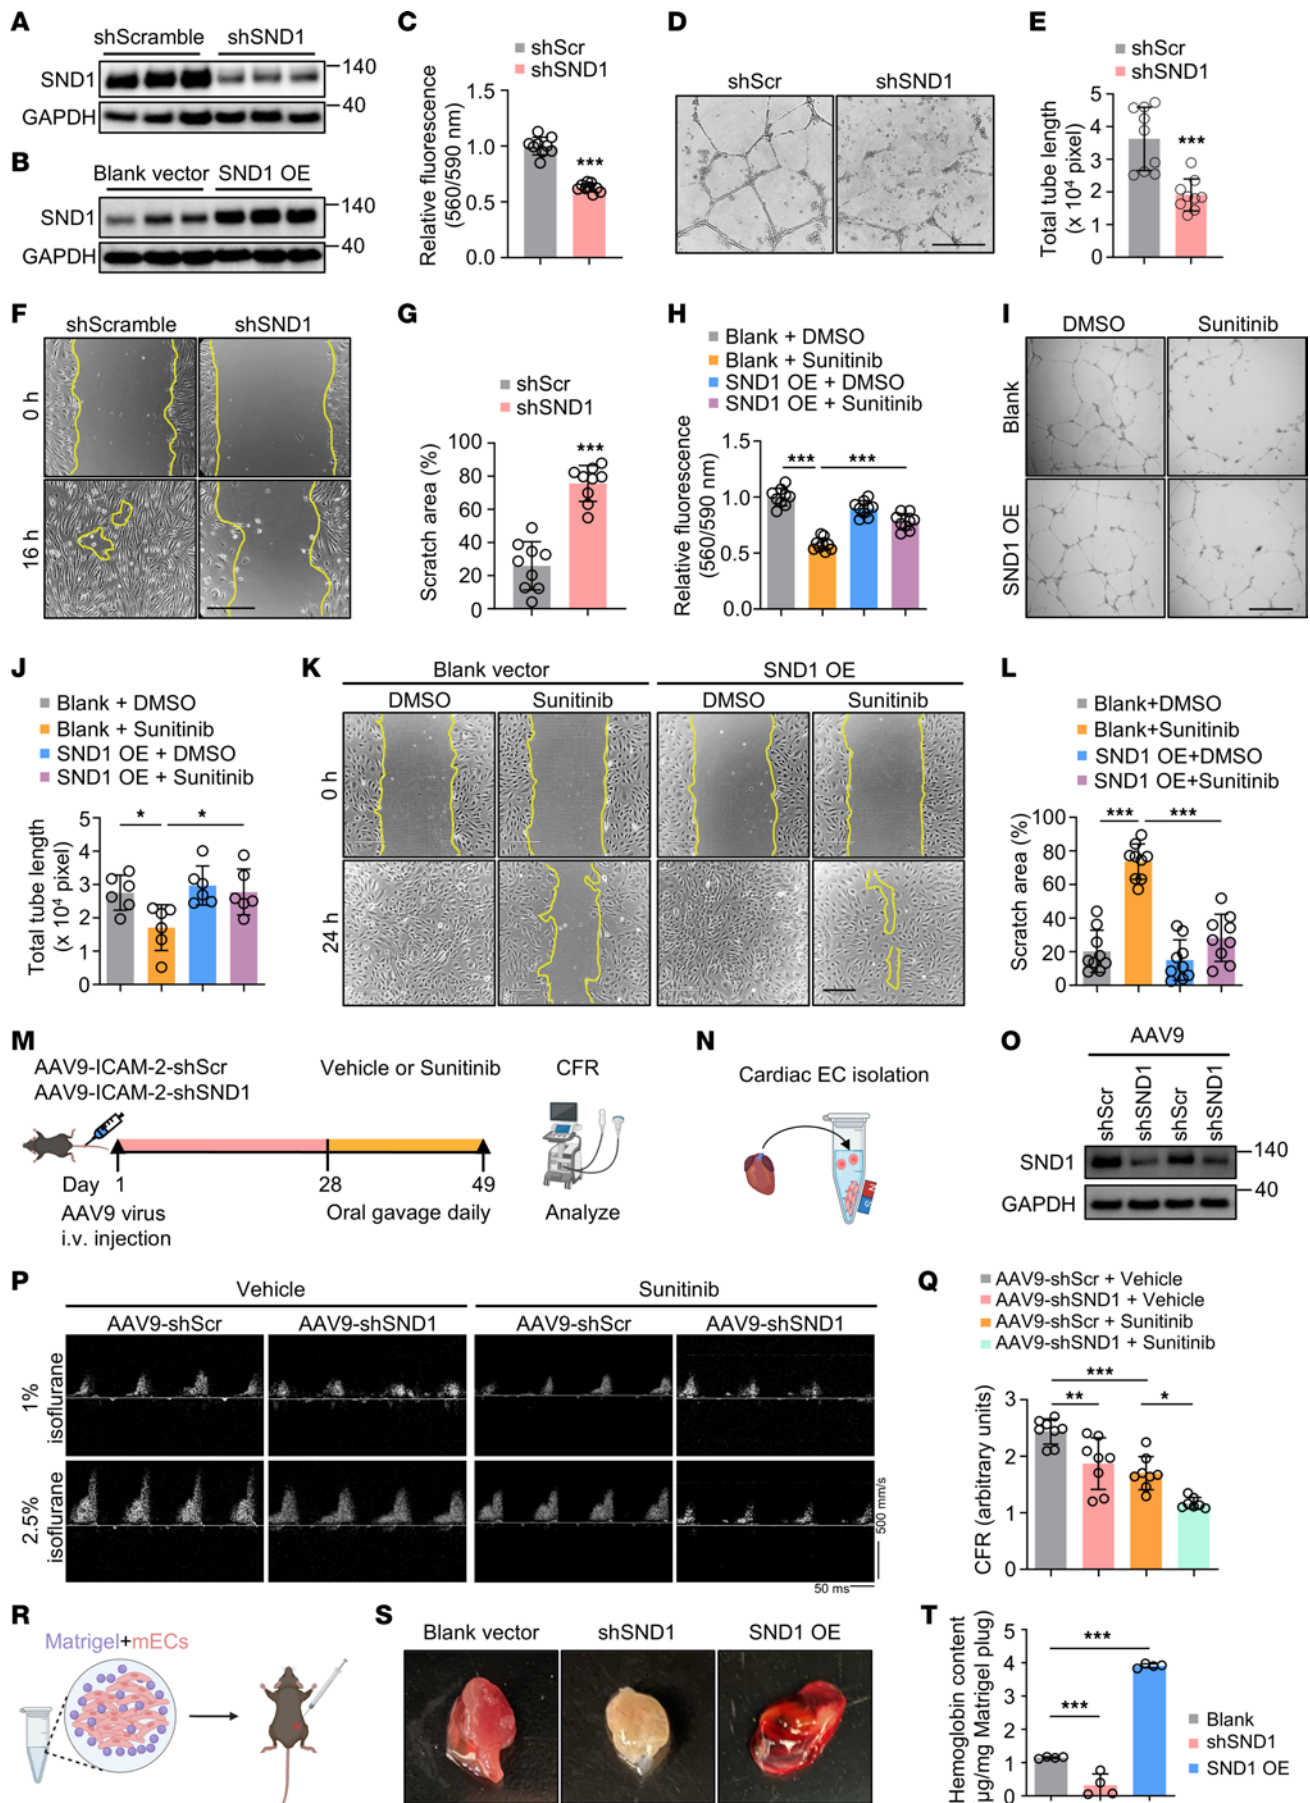 A
shScramble shSND1
SND1
140
GAPDH
40
B
Blank vector SND1 OE
SND1
140
GAPDH
40
C
shScr
shSND1
Relative fluorescence
(560/590 nm)
1.5
1.0
0.5
0.0
***
D
shScr shSND1
E
shScr
shSND1
Total tube length
(x 10⁴ pixel)
5
4
3
2
1
0
***
F
shScramble shSND1
0 h
16 h
G
shScr
shSND1
Scratch area (%)
100
80
60
40
20
0
***
H
Blank + DMSO
Blank + Sunitinib
SND1 OE + DMSO
SND1 OE + Sunitinib
Relative fluorescence
(560/590 nm)
1.5
1.0
0.5
0.0
*** ***
I
DMSO Sunitinib
Blank
SND1 OE
J
Blank + DMSO
Blank + Sunitinib
SND1 OE + DMSO
SND1 OE + Sunitinib
Total tube length
(x 10⁴ pixel)
5
4
3
2
1
0
* *
K
Blank vector SND1 OE
DMSO Sunitinib DMSO Sunitinib
0 h
24 h
L
Blank+DMSO
Blank+Sunitinib
SND1 OE+DMSO
SND1 OE+Sunitinib
Scratch area (%)
100
80
60
40
20
0
*** ***
M
AAV9-ICAM-2-shScr
AAV9-ICAM-2-shSND1
Vehicle or Sunitinib
CFR
Day 1 28 49
AAV9 virus
i.v. injection
Oral gavage daily
Analyze
N
Cardiac EC isolation
N
S
O
AAV9
shScr shSND1 shScr shSND1
SND1
140
GAPDH
40
P
Vehicle Sunitinib
AAV9-shScr AAV9-shSND1 AAV9-shScr AAV9-shSND1
1%
isoflurane
2.5%
isoflurane
500 mm/s
50 ms
Q
AAV9-shScr + Vehicle
AAV9-shSND1 + Vehicle
AAV9-shScr + Sunitinib
AAV9-shSND1 + Sunitinib
CFR (arbitrary units)
3
2
1
0
***
** *
R
Matrigel+mECs
S
Blank vector shSND1 SND1 OE
T
Hemoglobin content
µg/mg Matrigel plug)
5
4
3
2
1
0
***
***
Blank
shSND1
SND1 OE